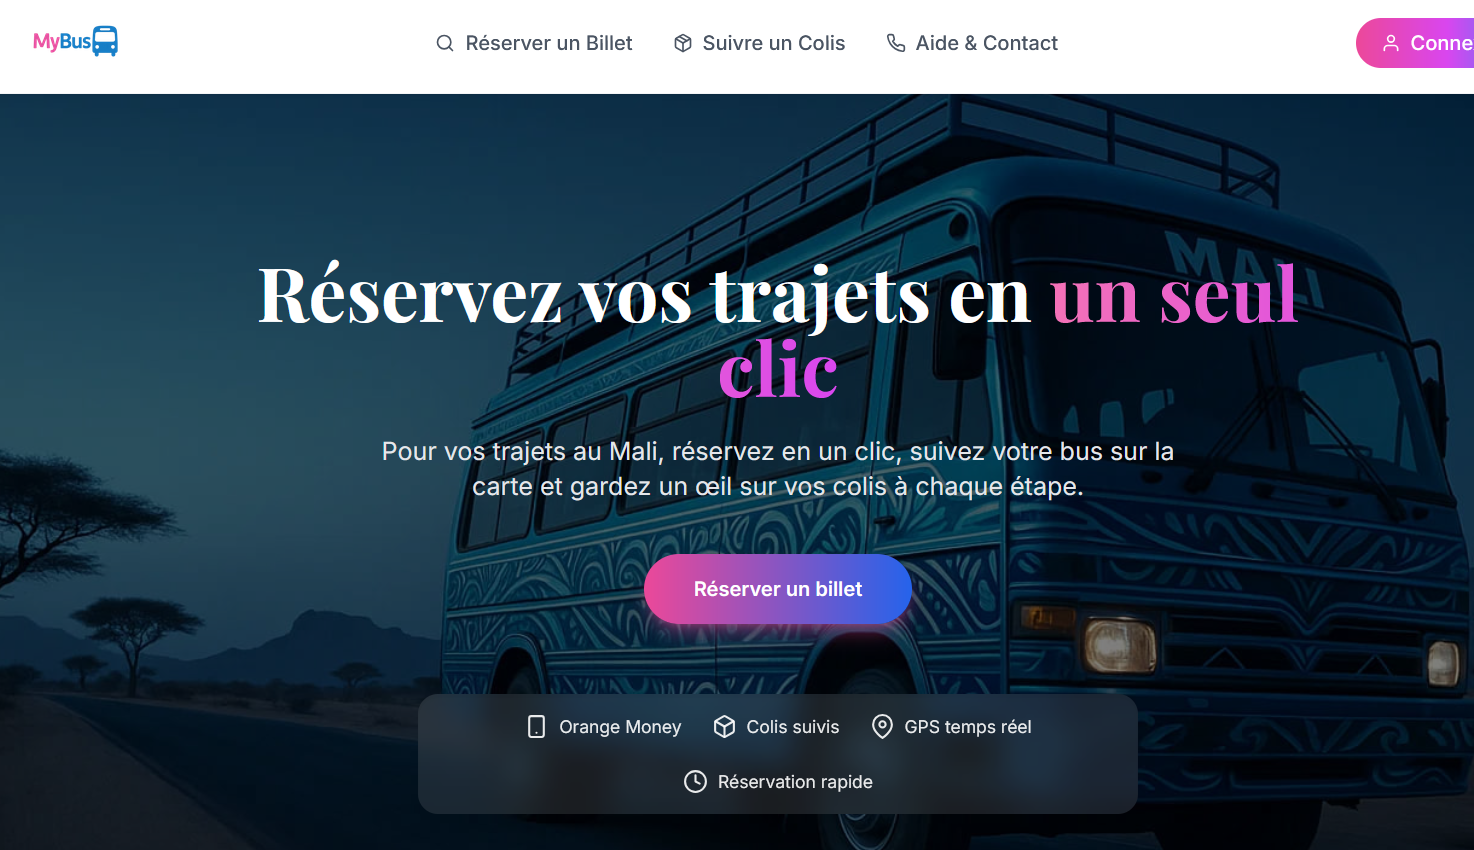 MyBus
Réserver un Billet
Suivre un Colis
Aide & Contact
MALI
Réservez vos trajets en un seul
clic
Pour vos trajets au Mali, réservez en un clic, suivez votre bus sur la
carte et gardez un œil sur vos colis à chaque étape.
Réserver un billet
Orange Money
Colis suivis
GPS temps réel
Réservation rapide